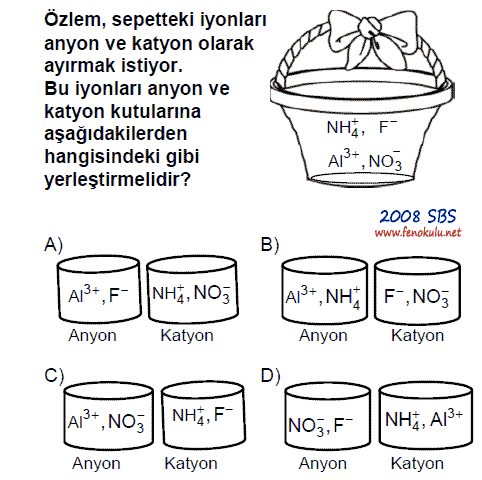 Özlem, sepetteki iyonları
anyon ve katyon olarak
ayırmak istiyor.
Bu iyonları anyon ve
katyon kutularına
aşağıdakilerden
hangisindeki gibi
yerleştirmelidir?
NH₄⁺, F⁻
Al³⁺, NO₃⁻
2008 SBS
www.fenokulu.net
A)
Al³⁺, F⁻ NH₄⁺, NO₃⁻
Anyon Katyon
B)
Al³⁺, NH₄⁺ F⁻, NO₃⁻
Anyon Katyon
C)
Al³⁺, NO₃⁻ NH₄⁺, F⁻
Anyon Katyon
D)
NO₃⁻, F⁻ NH₄⁺, Al³⁺
Anyon Katyon